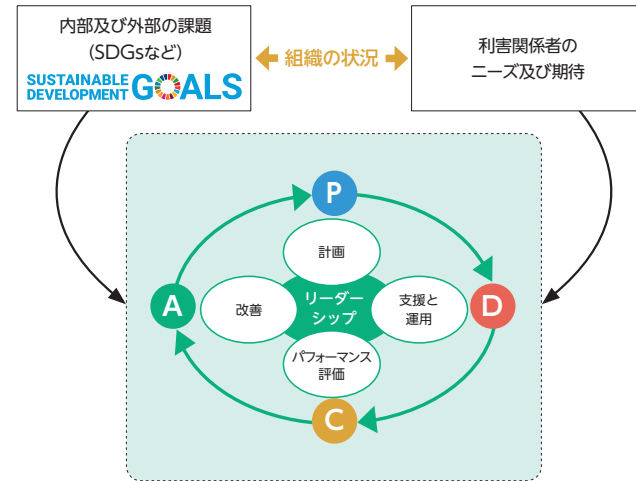 内部及び外部の課題
(SDGsなど)
SUSTAINABLE
DEVELOPMENT GOALS
組織の状況
利害関係者の
ニーズ及び期待
P
計画
A
改善
リーダー
シップ
支援と
運用
D
パフォーマンス
評価
C